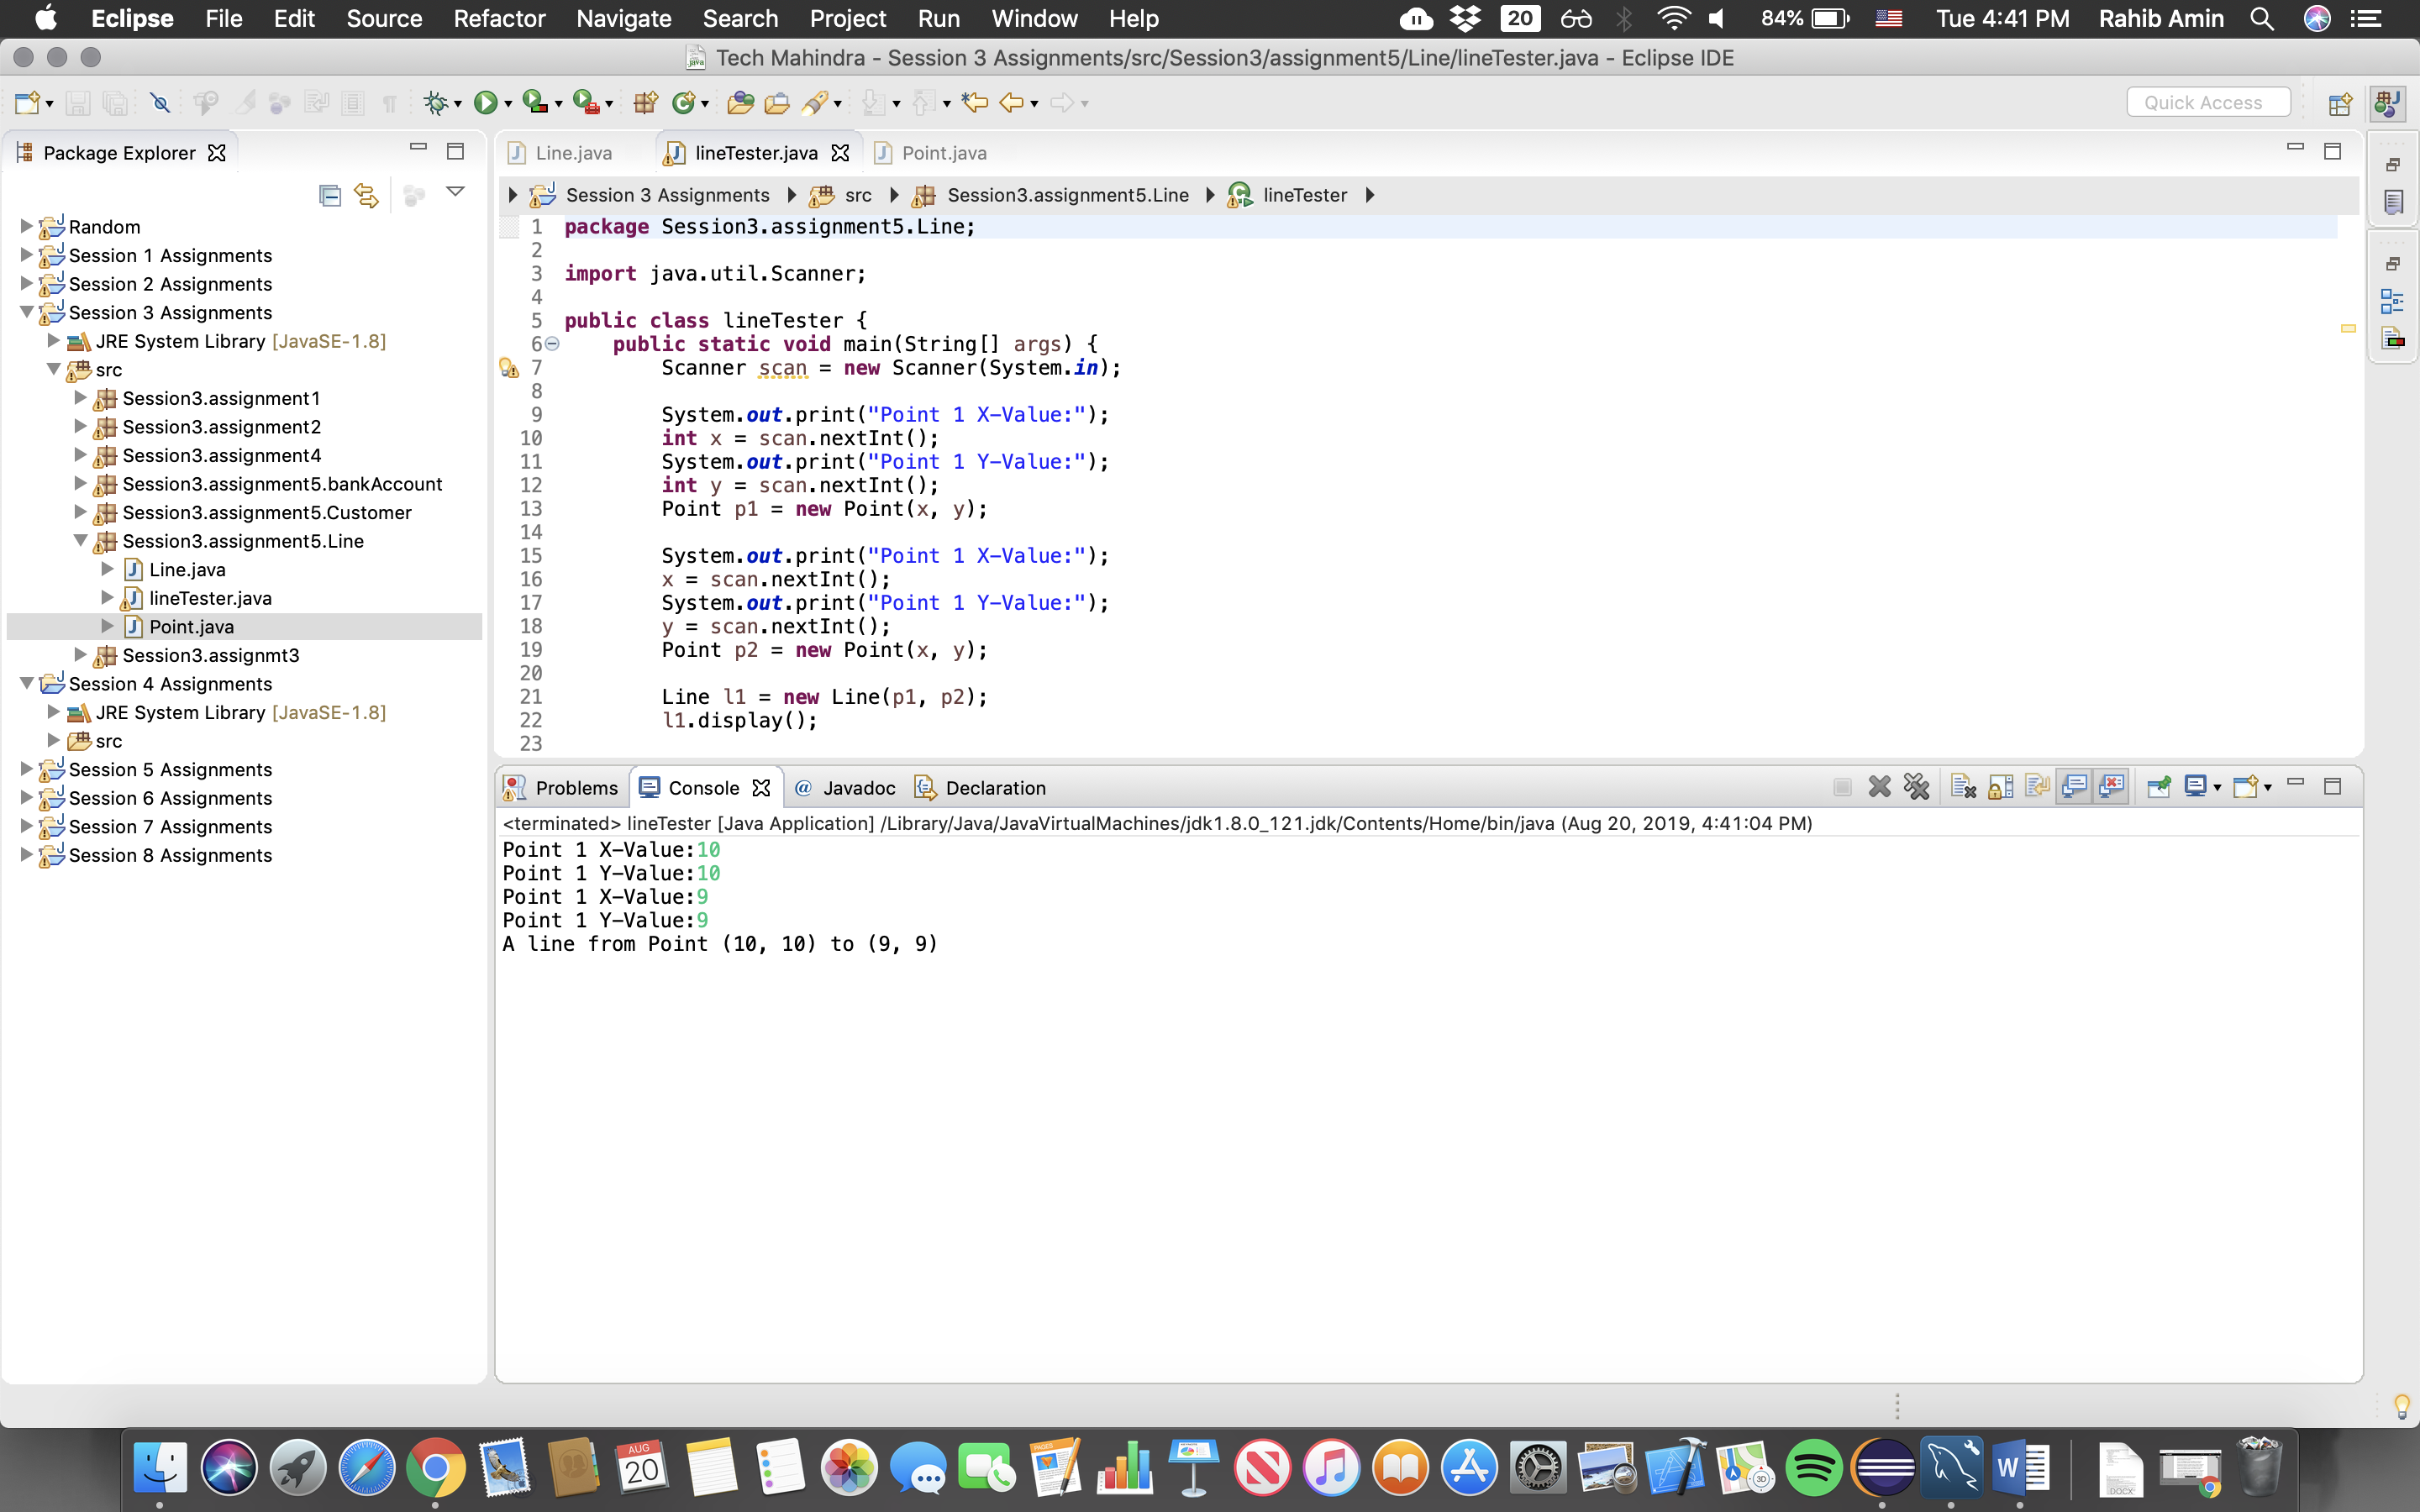 Eclipse File Edit Source Refactor Navigate Search Project Run Window Help 20 84% Tue 4:41 PM Rahib Amin
Tech Mahindra - Session 3 Assignments/src/Session3/assignment5/Line/lineTester.java - Eclipse IDE
Quick Access
Package Explorer
Random
Session 1 Assignments
Session 2 Assignments
Session 3 Assignments
JRE System Library [JavaSE-1.8]
src
Session3.assignment1
Session3.assignment2
Session3.assignment4
Session3.assignment5.bankAccount
Session3.assignment5.Customer
Session3.assignment5.Line
Line.java
lineTester.java
Point.java
Session3.assignmt3
Session 4 Assignments
JRE System Library [JavaSE-1.8]
src
Session 5 Assignments
Session 6 Assignments
Session 7 Assignments
Session 8 Assignments
Line.java lineTester.java Point.java
Session 3 Assignments src Session3.assignment5.Line lineTester
1 package Session3.assignment5.Line;
2
3 import java.util.Scanner;
4
5 public class lineTester {
6 public static void main(String[] args) {
7 Scanner scan = new Scanner(System.in);
8
9 System.out.print("Point 1 X-Value:");
10 int x = scan.nextInt();
11 System.out.print("Point 1 Y-Value:");
12 int y = scan.nextInt();
13 Point p1 = new Point(x, y);
14
15 System.out.print("Point 1 X-Value:");
16 x = scan.nextInt();
17 System.out.print("Point 1 Y-Value:");
18 y = scan.nextInt();
19 Point p2 = new Point(x, y);
20
21 Line l1 = new Line(p1, p2);
22 l1.display();
23
Problems Console @ Javadoc Declaration
<terminated> lineTester [Java Application] /Library/Java/JavaVirtualMachines/jdk1.8.0_121.jdk/Contents/Home/bin/java (Aug 20, 2019, 4:41:04 PM)
Point 1 X-Value:10
Point 1 Y-Value:10
Point 1 X-Value:9
Point 1 Y-Value:9
A line from Point (10, 10) to (9, 9)
AUG
20
PAGES
3D
W
DOCX